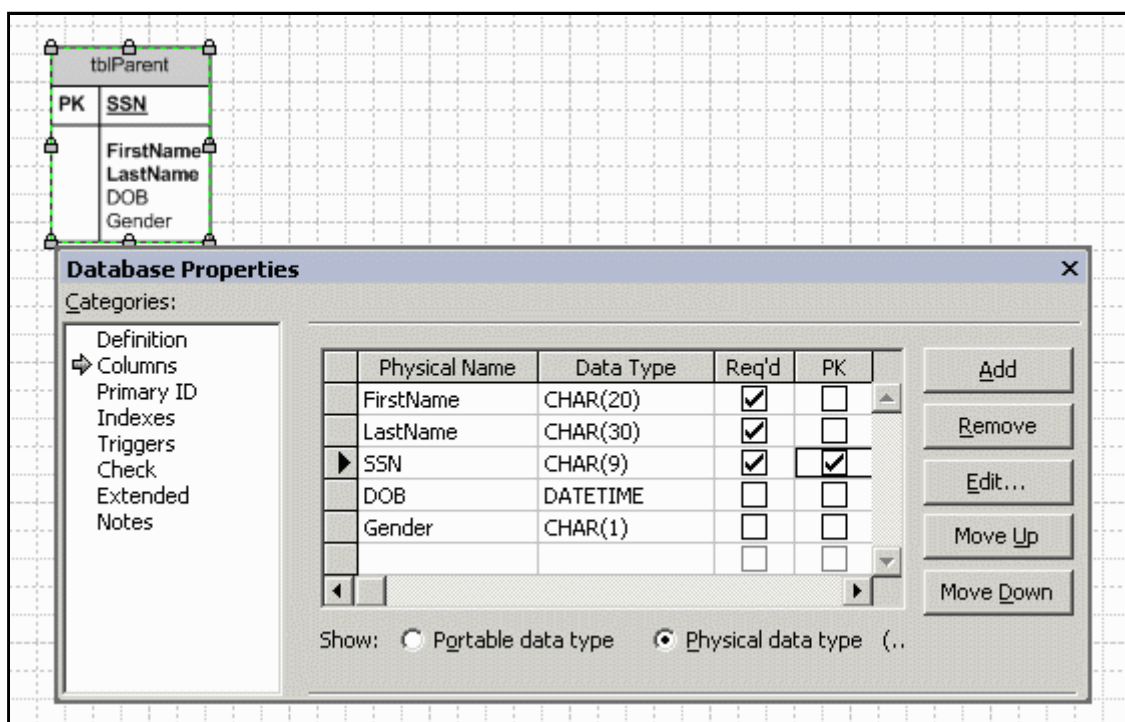 tblParent
PK SSN
FirstName
LastName
DOB
Gender
Database Properties
Categories:
Definition
Columns
Primary ID
Indexes
Triggers
Check
Extended
Notes
Physical Name Data Type Req'd PK
FirstName CHAR(20)
LastName CHAR(30)
SSN CHAR(9)
DOB DATETIME
Gender CHAR(1)
Add
Remove
Edit...
Move Up
Move Down
Show: Portable data type Physical data type (..